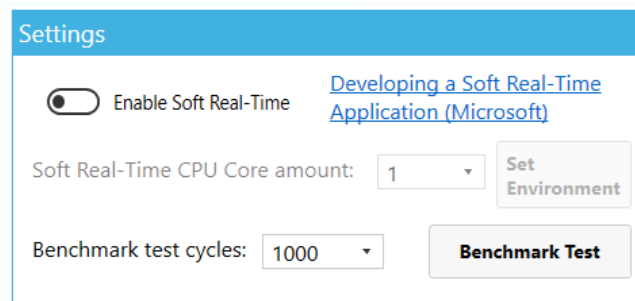 Settings
Enable Soft Real-Time
Developing a Soft Real-Time
Application (Microsoft)
Soft Real-Time CPU Core amount:
1
Set
Environment
Benchmark test cycles:
1000
Benchmark Test